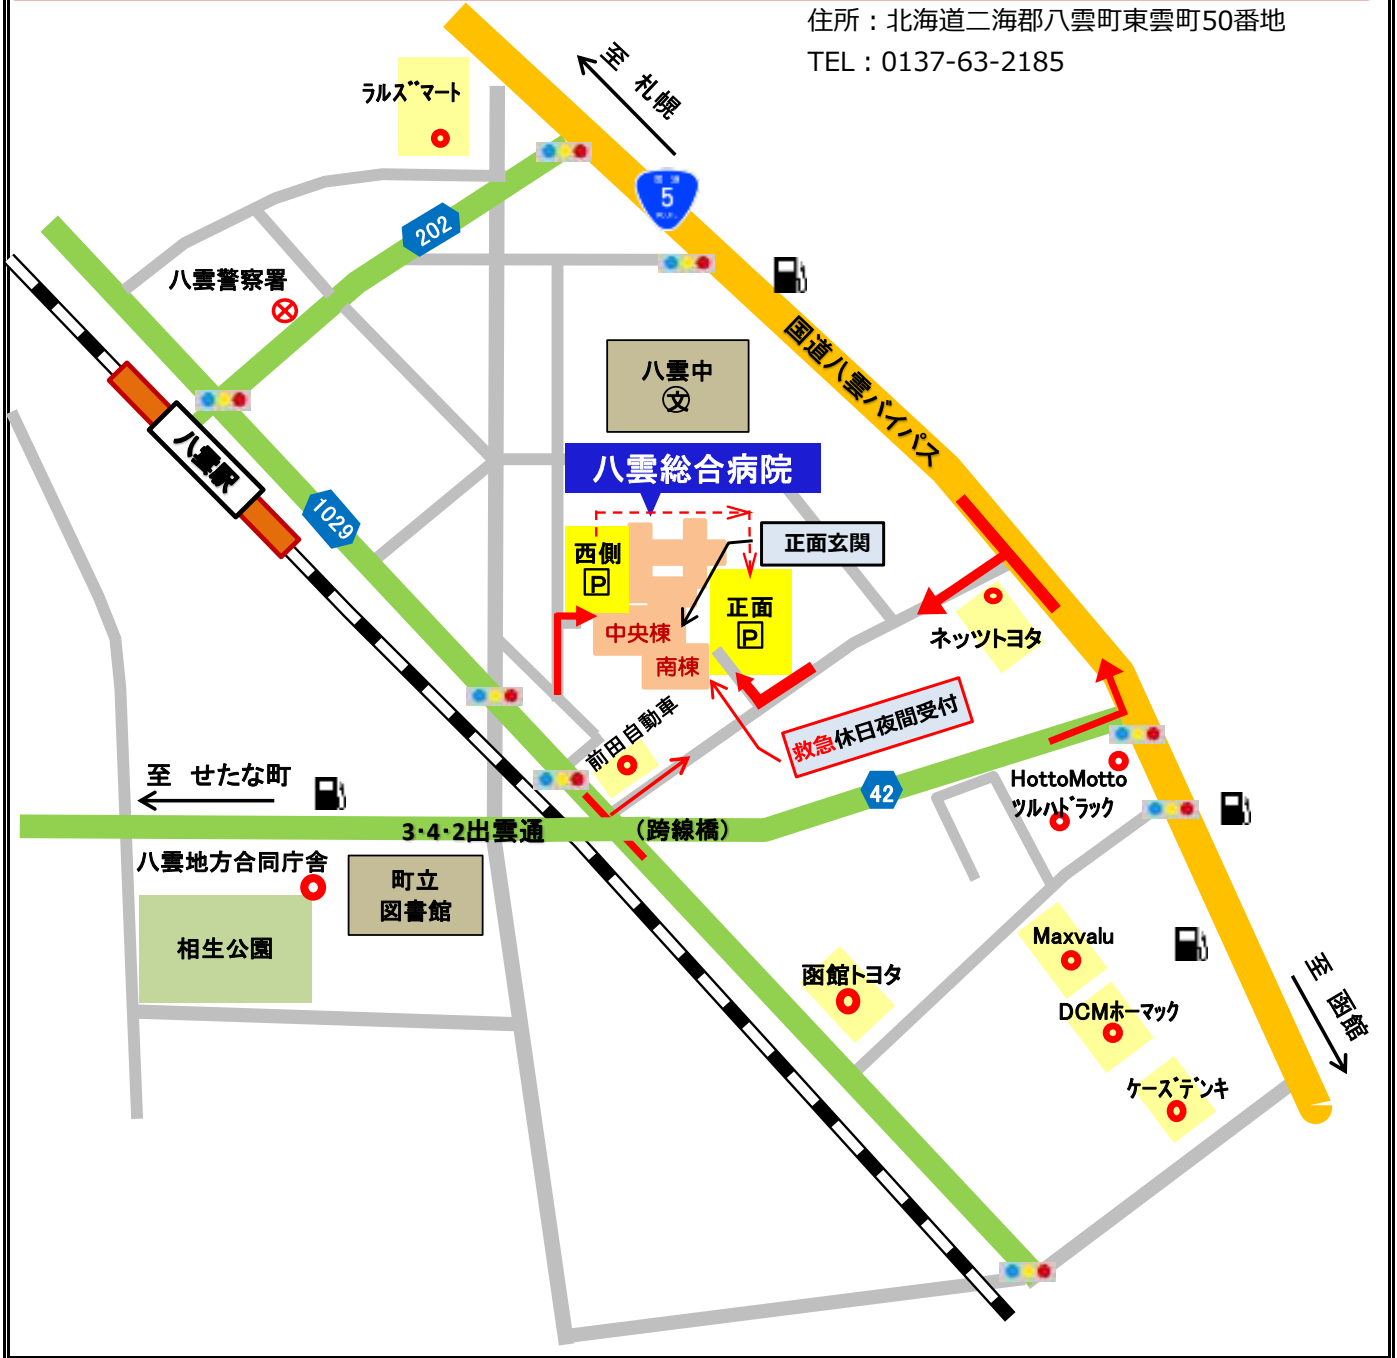 住所：北海道二海郡八雲町東雲町50番地
TEL：0137-63-2185
至 札幌
ﾗﾙｽﾞﾏｰﾄ
5
202
八雲警察署
国道八雲バイパス
八雲中
文
八雲駅
1029
八雲総合病院
西側
P
正面玄関
正面
P
中央棟
南棟
ネッツトヨタ
前田自動車
救急休日夜間受付
至 せたな町
42
HottoMotto
ﾂﾙﾊﾄﾞﾗｯｸﾞ
3･4･2出雲通
（跨線橋）
八雲地方合同庁舎
町立
図書館
相生公園
Maxvalu
函館トヨタ
DCMﾎｰﾏｯｸ
至 函館
ｹｰｽﾞﾃﾞﾝｷ